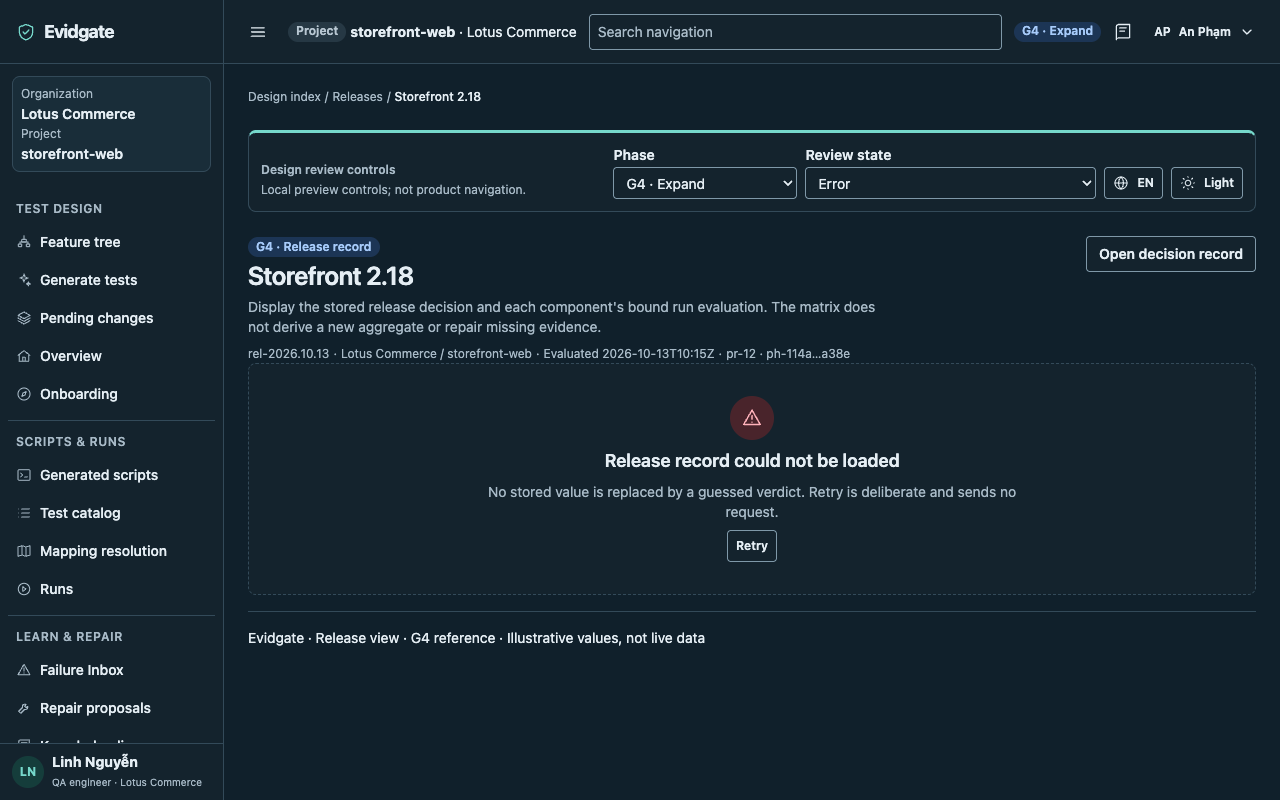 Evidgate
Project storefront-web · Lotus Commerce
Search navigation
G4 · Expand
AP An Phạm
Organization
Lotus Commerce
Project
storefront-web
TEST DESIGN
Feature tree
Generate tests
Pending changes
Overview
Onboarding
SCRIPTS & RUNS
Generated scripts
Test catalog
Mapping resolution
Runs
LEARN & REPAIR
Failure Inbox
Repair proposals
LN
Linh Nguyễn
QA engineer · Lotus Commerce
Design index / Releases / Storefront 2.18
Design review controls
Local preview controls; not product navigation.
Phase
G4 · Expand
Review state
Error
EN
Light
G4 · Release record
Storefront 2.18
Open decision record
Display the stored release decision and each component's bound run evaluation. The matrix does
not derive a new aggregate or repair missing evidence.
rel-2026.10.13 · Lotus Commerce / storefront-web · Evaluated 2026-10-13T10:15Z · pr-12 · ph-114a…a38e
Release record could not be loaded
No stored value is replaced by a guessed verdict. Retry is deliberate and sends no
request.
Retry
Evidgate · Release view · G4 reference · Illustrative values, not live data